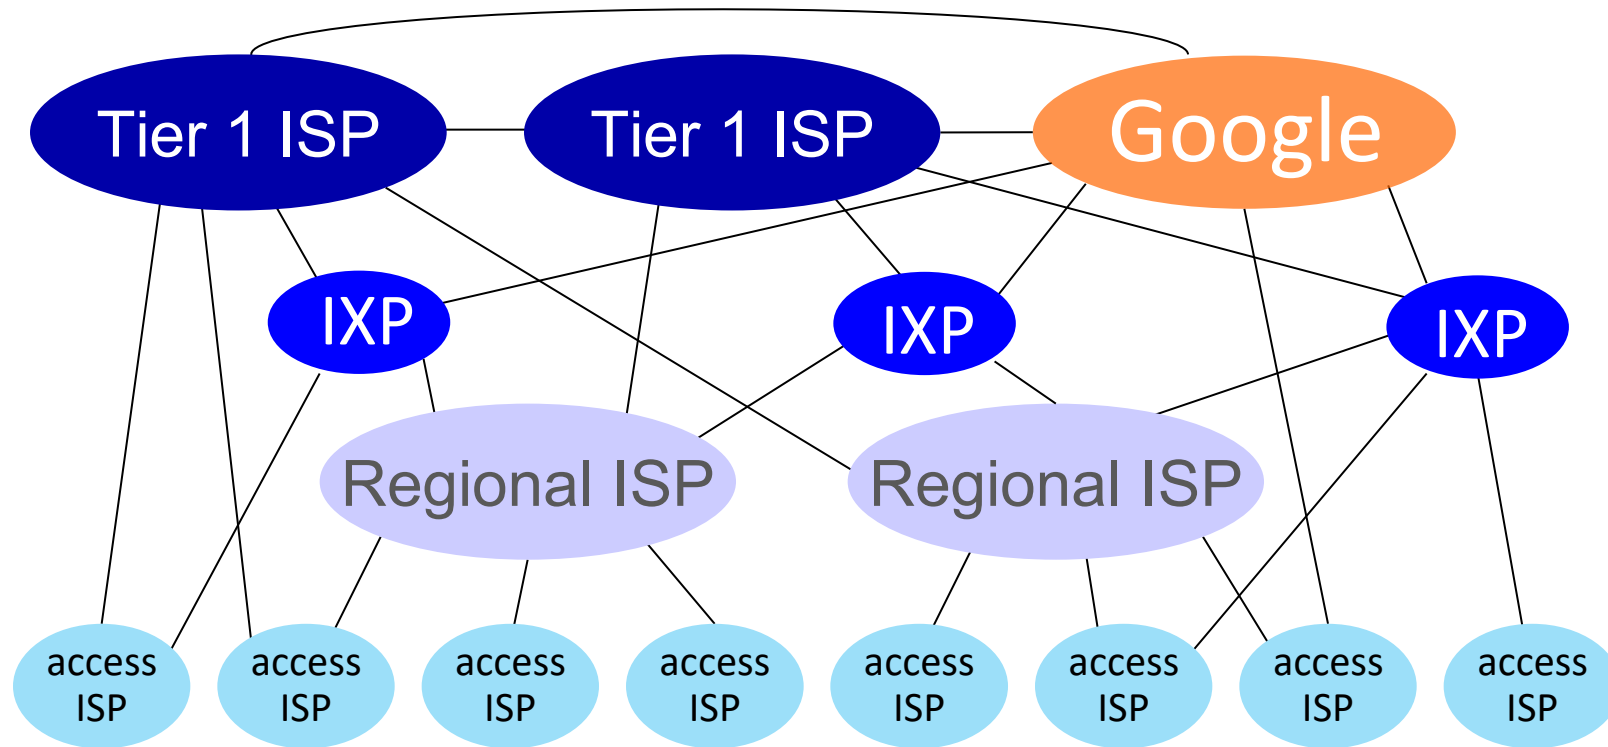 Tier 1 ISP
Tier 1 ISP
Google
IXP
IXP
IXP
Regional ISP
Regional ISP
access
ISP
access
ISP
access
ISP
access
ISP
access
ISP
access
ISP
access
ISP
access
ISP